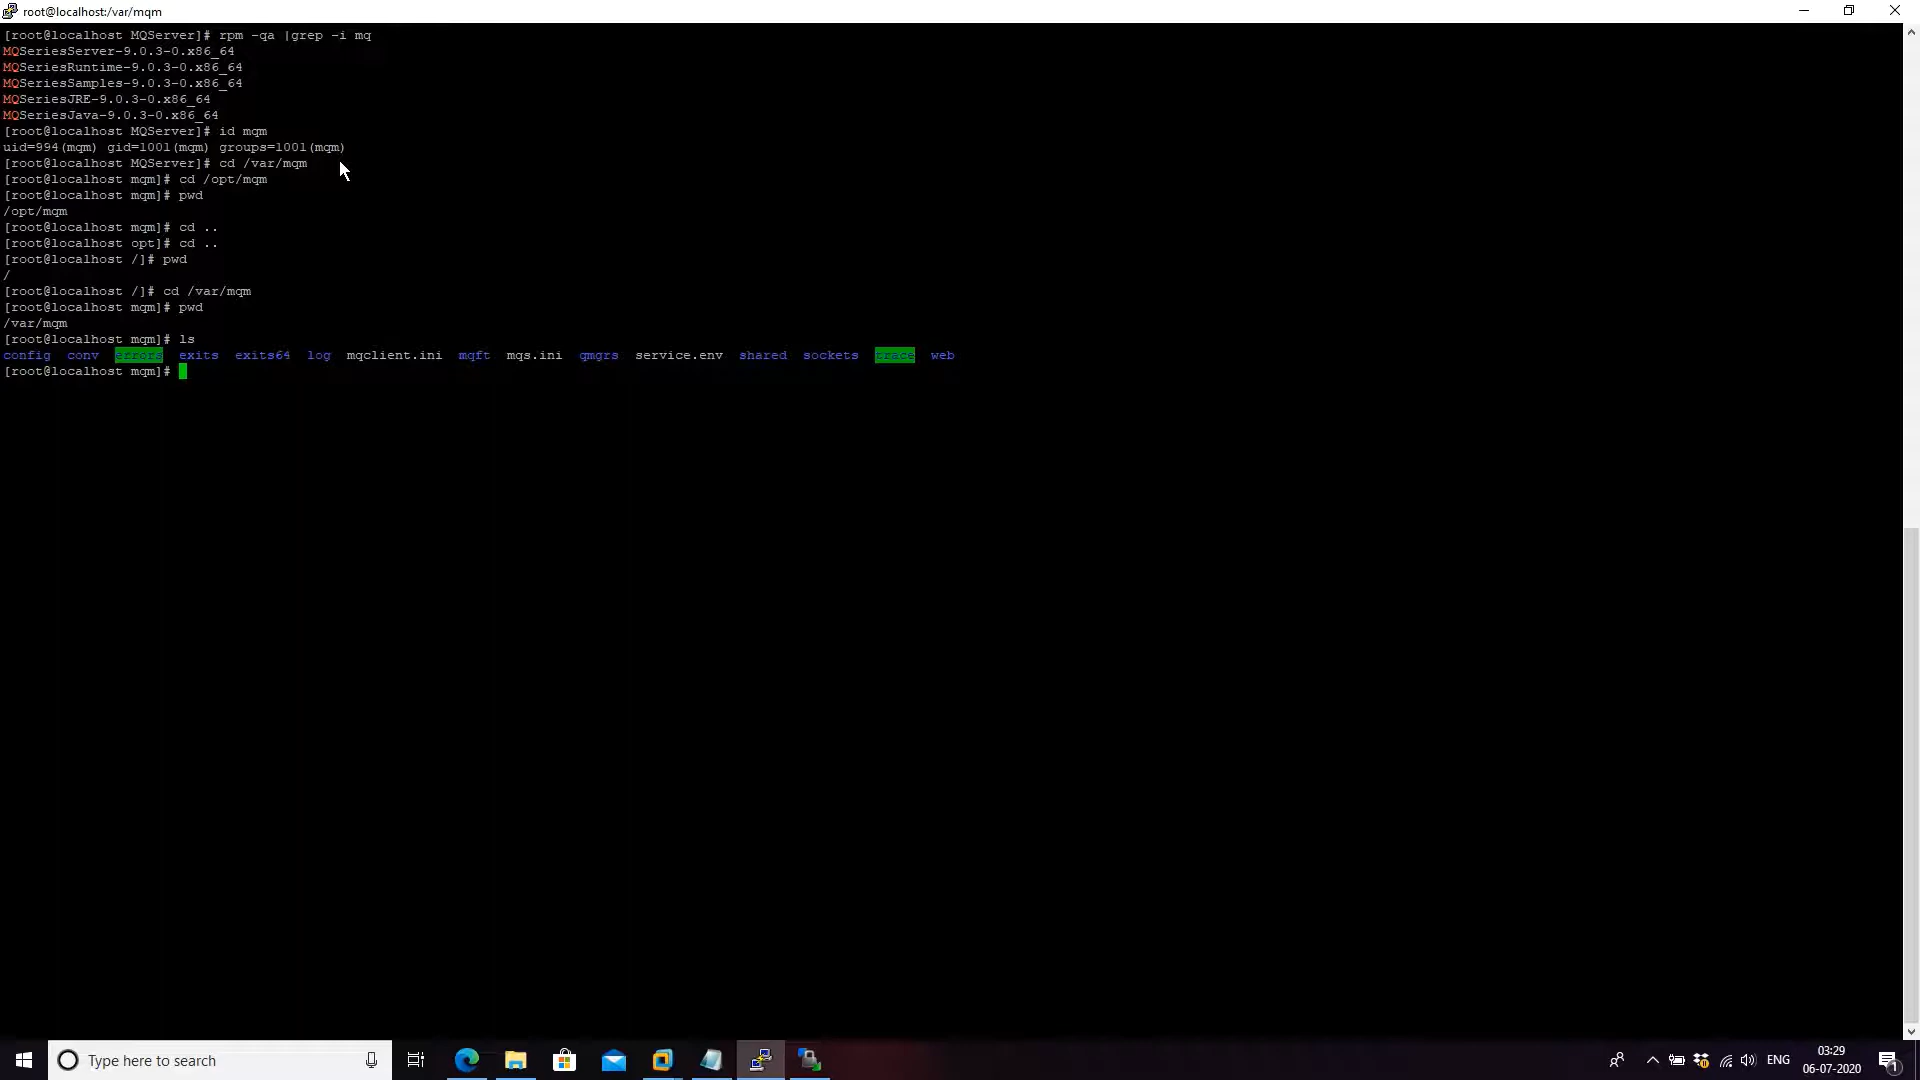 root@localhost:/var/mqm
[root@localhost MQServer]# rpm -qa |grep -i mq
MQSeriesServer-9.0.3-0.x86_64
MQSeriesRuntime-9.0.3-0.x86_64
MQSeriesSamples-9.0.3-0.x86_64
MQSeriesJRE-9.0.3-0.x86_64
MQSeriesJava-9.0.3-0.x86_64
[root@localhost MQServer]# id mqm
uid=994(mqm) gid=1001(mqm) groups=1001(mqm)
[root@localhost MQServer]# cd /var/mqm
[root@localhost mqm]# cd /opt/mqm
[root@localhost mqm]# pwd
/opt/mqm
[root@localhost mqm]# cd ..
[root@localhost opt]# cd ..
[root@localhost /]# pwd
/
[root@localhost /]# cd /var/mqm
[root@localhost mqm]# pwd
/var/mqm
[root@localhost mqm]# ls
config conv errors exits exits64 log mqclient.ini mqft mqs.ini qmgrs service.env shared sockets trace web
[root@localhost mqm]#
Type here to search
ENG
03:29
06-07-2020
1